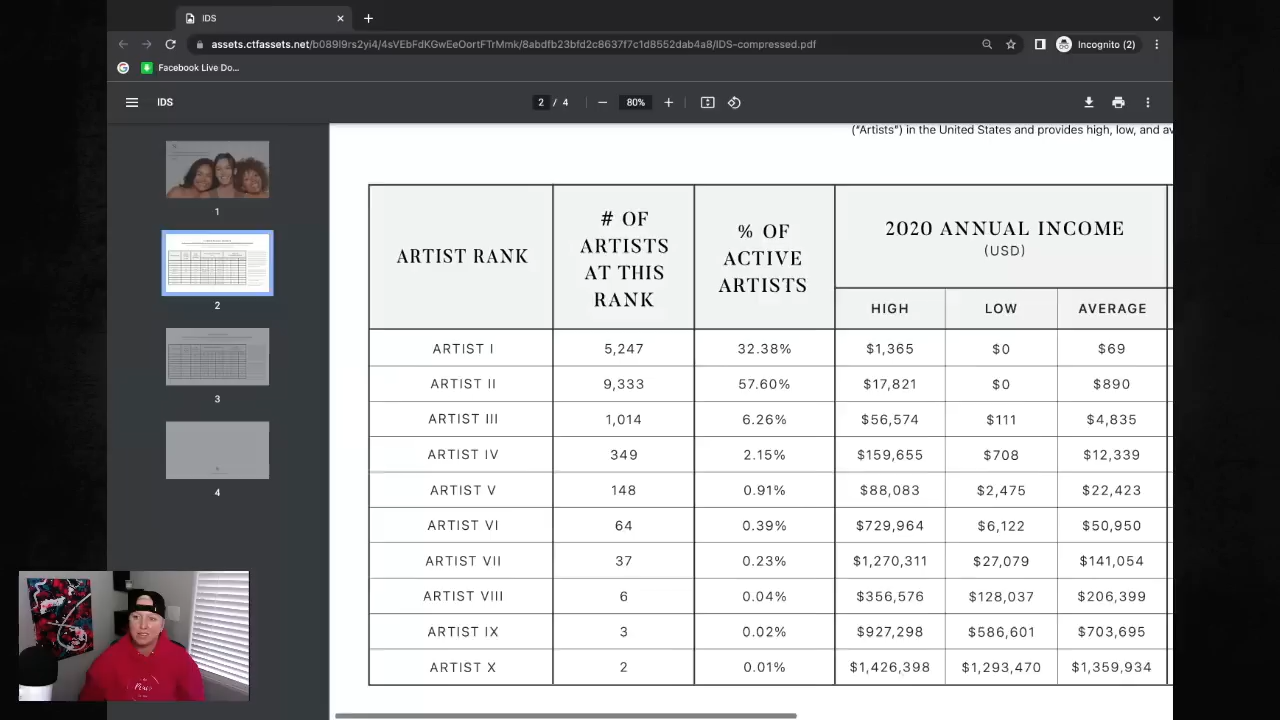 IDS
assets.ctfassets.net/b089l9rs2yi4/4sVEbFdKGwEeOortFTrMmk/8abdfb23bfd2c8637f7c1d8552dab4a8/IDS-compressed.pdf
Incognito (2)
Facebook Live Do...
IDS
2 / 4
80%
("Artists") in the United States and provides high, low, and av
1
2
3
4
ARTIST RANK
# OF ARTISTS AT THIS RANK
% OF ACTIVE ARTISTS
2020 ANNUAL INCOME
(USD)
HIGH LOW AVERAGE
ARTIST I 5,247 32.38% $1,365 $0 $69
ARTIST II 9,333 57.60% $17,821 $0 $890
ARTIST III 1,014 6.26% $56,574 $111 $4,835
ARTIST IV 349 2.15% $159,655 $708 $12,339
ARTIST V 148 0.91% $88,083 $2,475 $22,423
ARTIST VI 64 0.39% $729,964 $6,122 $50,950
ARTIST VII 37 0.23% $1,270,311 $27,079 $141,054
ARTIST VIII 6 0.04% $356,576 $128,037 $206,399
ARTIST IX 3 0.02% $927,298 $586,601 $703,695
ARTIST X 2 0.01% $1,426,398 $1,293,470 $1,359,934